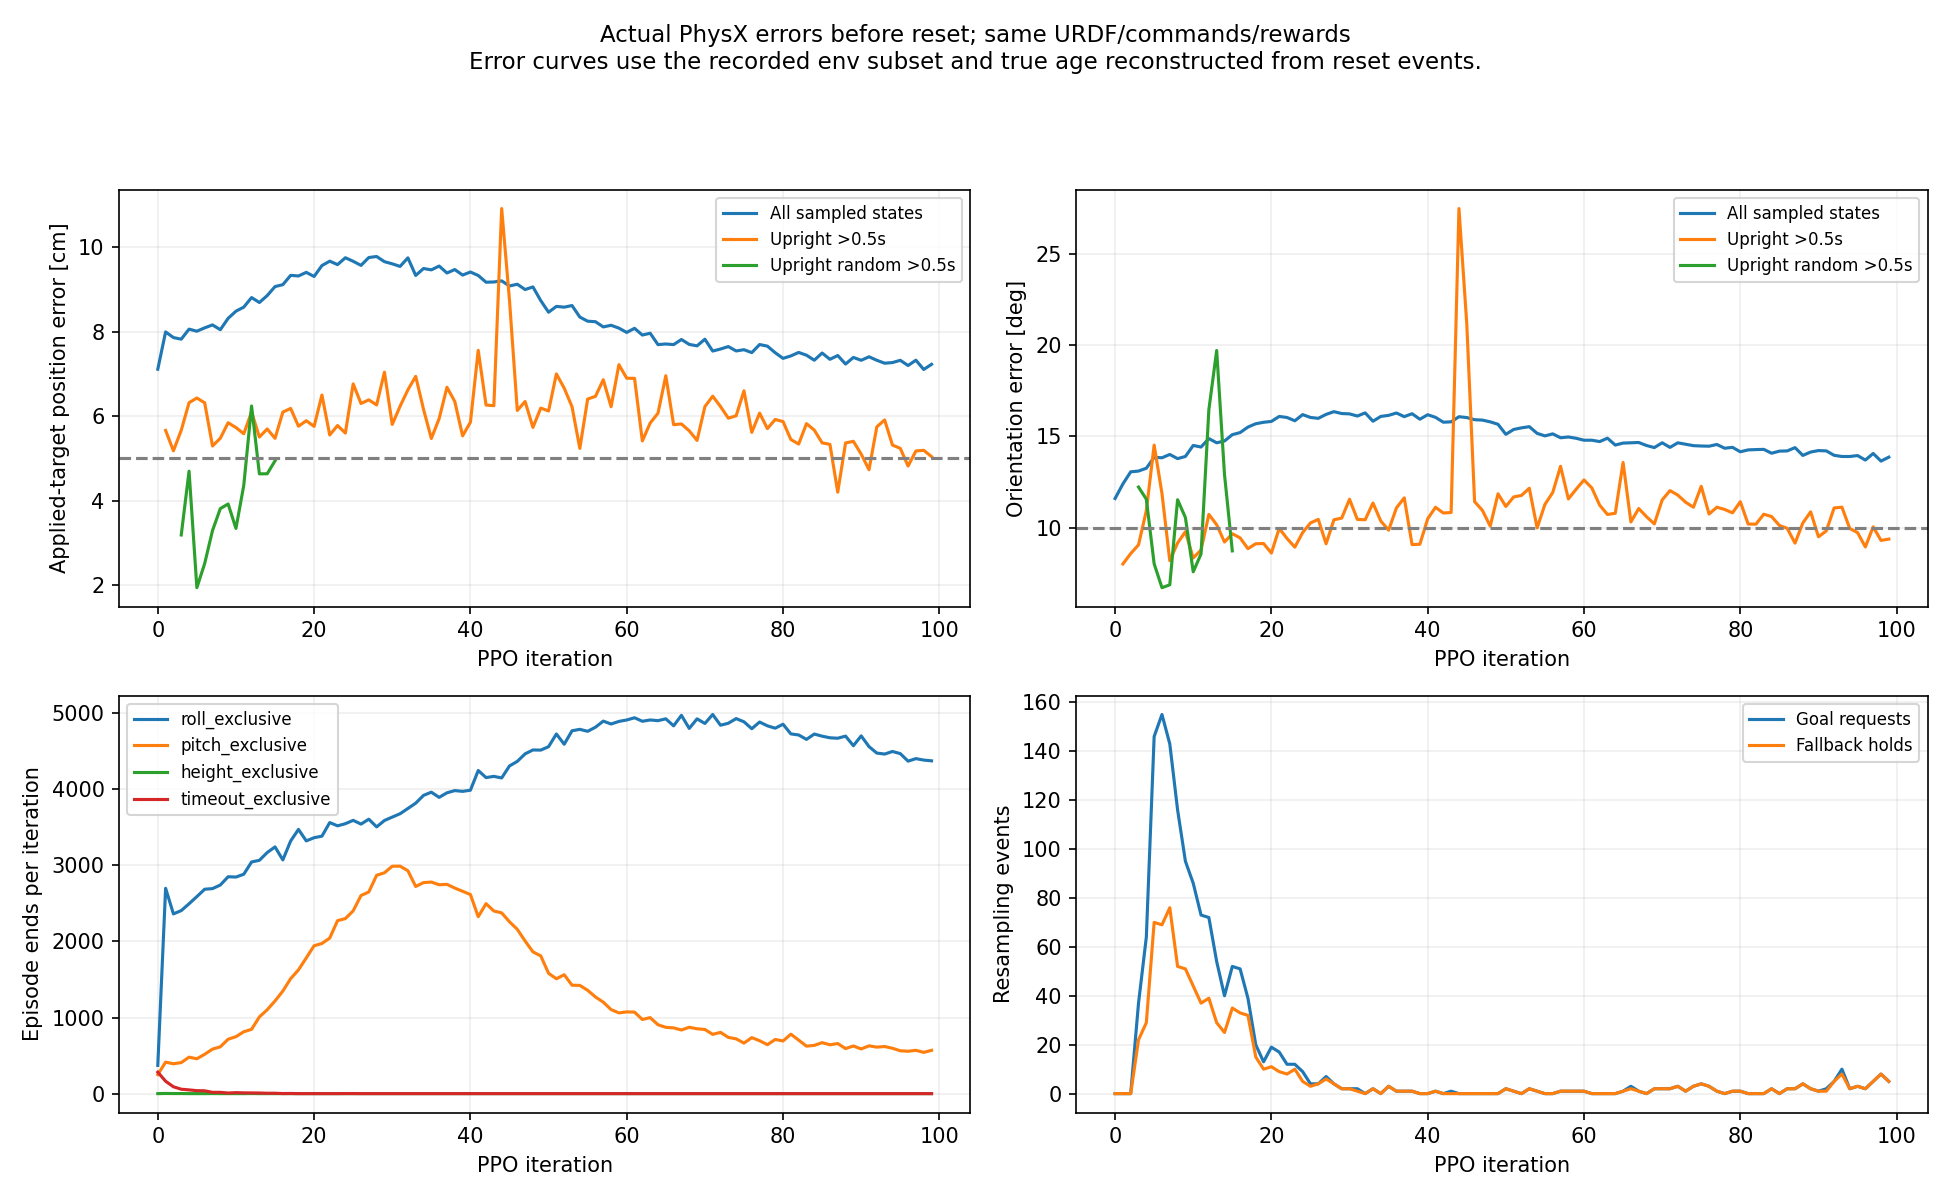 Actual PhysX errors before reset; same URDF/commands/rewards
Error curves use the recorded env subset and true age reconstructed from reset events.
Applied-target position error [cm]
10
8
6
4
2
All sampled states
Upright >0.5s
Upright random >0.5s
0
20
40
60
80
100
PPO iteration
Orientation error [deg]
25
20
15
10
All sampled states
Upright >0.5s
Upright random >0.5s
0
20
40
60
80
100
PPO iteration
Episode ends per iteration
5000
4000
3000
2000
1000
0
roll_exclusive
pitch_exclusive
height_exclusive
timeout_exclusive
0
20
40
60
80
100
PPO iteration
Resampling events
160
140
120
100
80
60
40
20
0
Goal requests
Fallback holds
0
20
40
60
80
100
PPO iteration